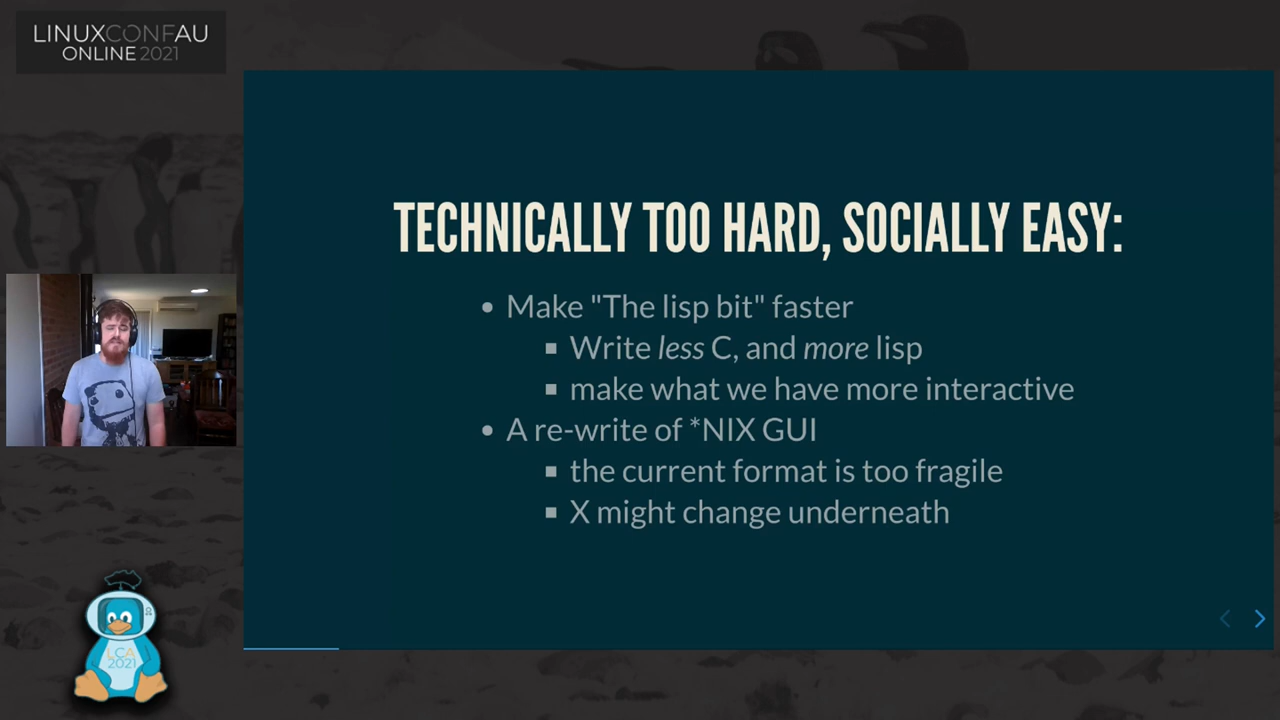 LINUXCONFAU
ONLINE 2021
TECHNICALLY TOO HARD, SOCIALLY EASY:
• Make "The lisp bit" faster
▪ Write less C, and more lisp
▪ make what we have more interactive
• A re-write of *NIX GUI
▪ the current format is too fragile
▪ X might change underneath
LCA
2021